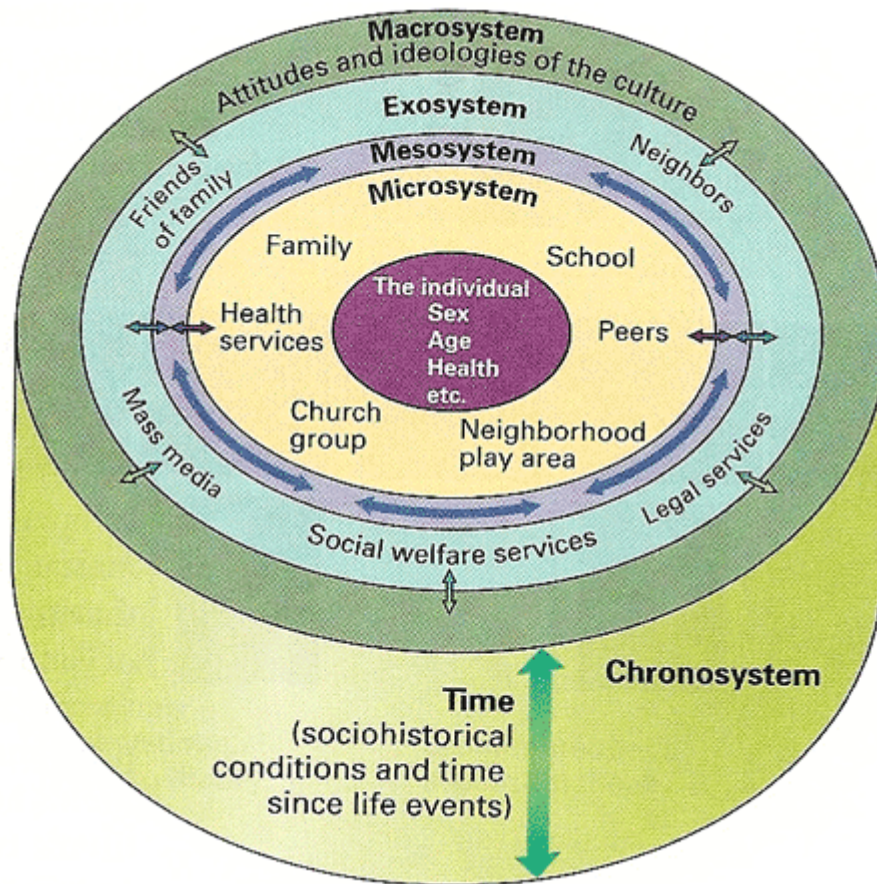 Macrosystem
Attitudes and ideologies of the culture
Exosystem
Mesosystem
Microsystem
Friends
of family
Neighbors
Family
School
The individual
Sex
Age
Health
etc.
Health
services
Peers
Church
group
Neighborhood
play area
Mass media
Legal services
Social welfare services
Chronosystem
Time
(sociohistorical
conditions and time
since life events)